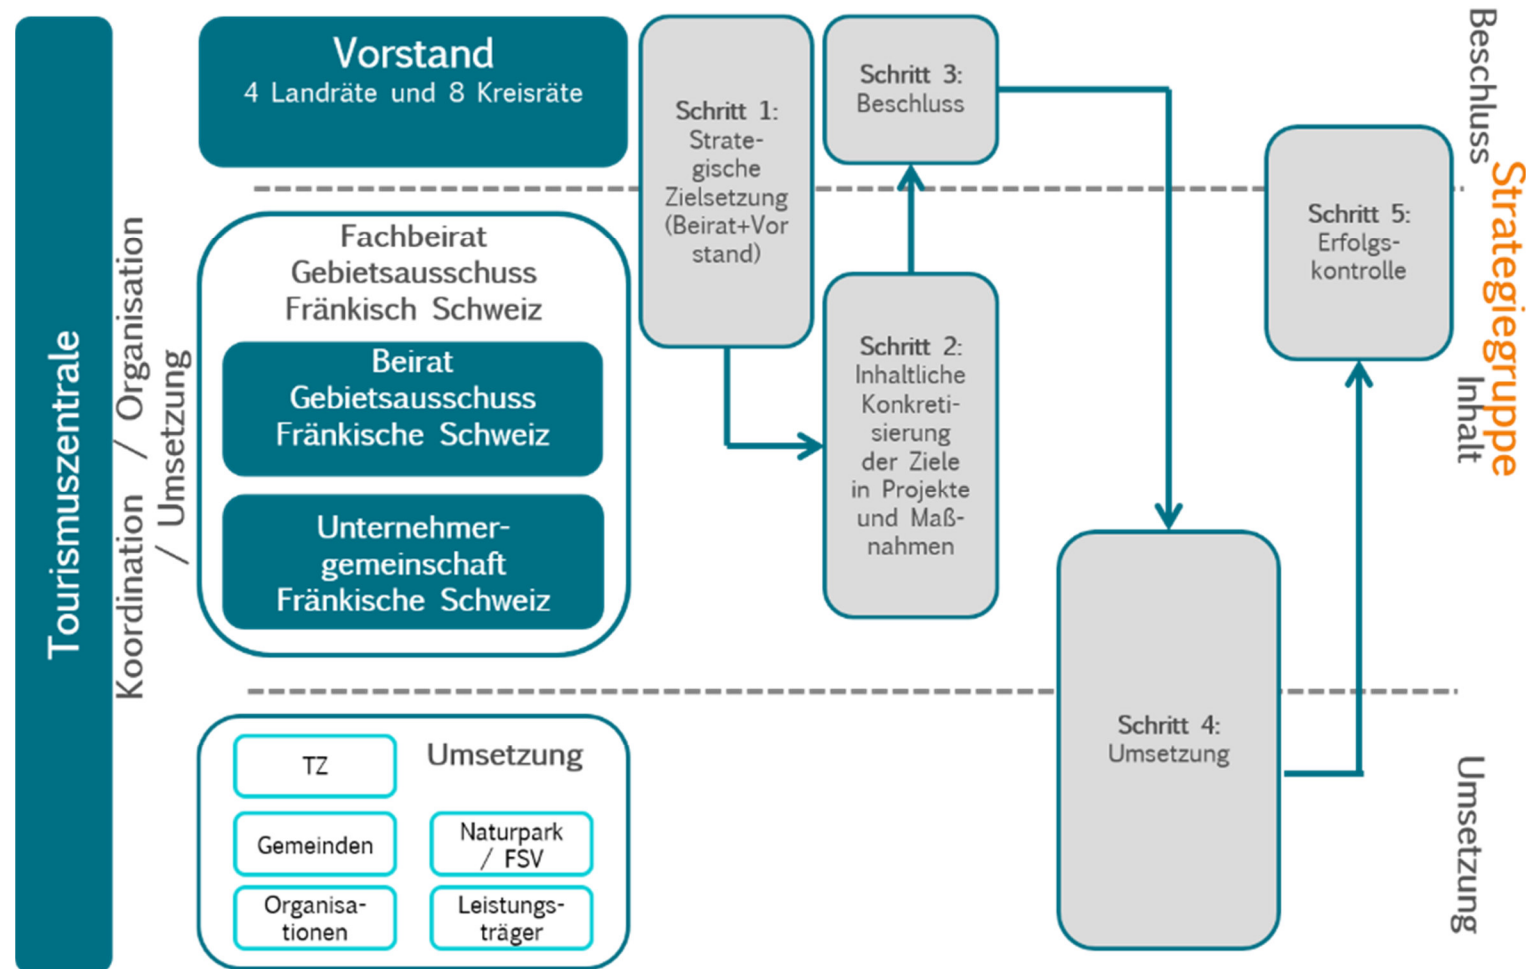 Tourismuszentrale
Koordination / Organisation
/ Umsetzung
Vorstand
4 Landräte und 8 Kreisräte
Fachbeirat
Gebietsausschuss
Fränkisch Schweiz
Beirat
Gebietsausschuss
Fränkische Schweiz
Unternehmer-
gemeinschaft
Fränkische Schweiz
Umsetzung
TZ
Gemeinden
Naturpark
/ FSV
Organisa-
tionen
Leistungs-
träger
Schritt 1:
Strate-
gische
Zielsetzung
(Beirat+Vor
stand)
Schritt 2:
Inhaltliche
Konkreti-
sierung
der Ziele
in Projekte
und Maß-
nahmen
Schritt 3:
Beschluss
Schritt 4:
Umsetzung
Schritt 5:
Erfolgs-
kontrolle
Beschluss
Strategiegruppe
Inhalt
Umsetzung